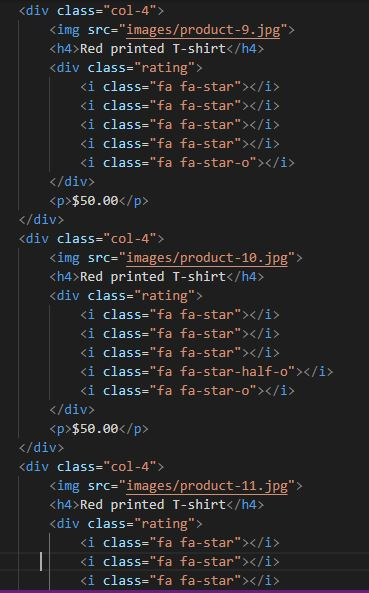 <div class="col-4">
<img src="images/product-9.jpg">
<h4>Red printed T-shirt</h4>
<div class="rating">
<i class="fa fa-star"></i>
<i class="fa fa-star"></i>
<i class="fa fa-star"></i>
<i class="fa fa-star"></i>
<i class="fa fa-star-o"></i>
</div>
<p>$50.00</p>
</div>
<div class="col-4">
<img src="images/product-10.jpg">
<h4>Red printed T-shirt</h4>
<div class="rating">
<i class="fa fa-star"></i>
<i class="fa fa-star"></i>
<i class="fa fa-star"></i>
<i class="fa fa-star-half-o"></i>
<i class="fa fa-star-o"></i>
</div>
<p>$50.00</p>
</div>
<div class="col-4">
<img src="images/product-11.jpg">
<h4>Red printed T-shirt</h4>
<div class="rating">
<i class="fa fa-star"></i>
<i class="fa fa-star"></i>
<i class="fa fa-star"></i>